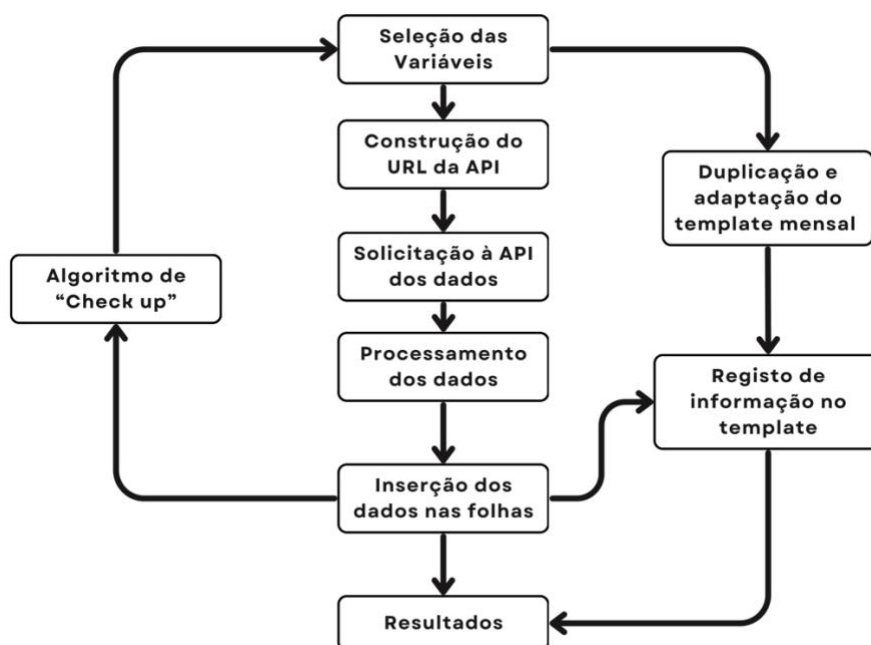 Seleção das
Variáveis
Construção do
URL da API
Duplicação e
adaptação do
template mensal
Solicitação à API
dos dados
Algoritmo de
“Check up”
Processamento
dos dados
Registo de
informação no
template
Inserção dos
dados nas folhas
Resultados